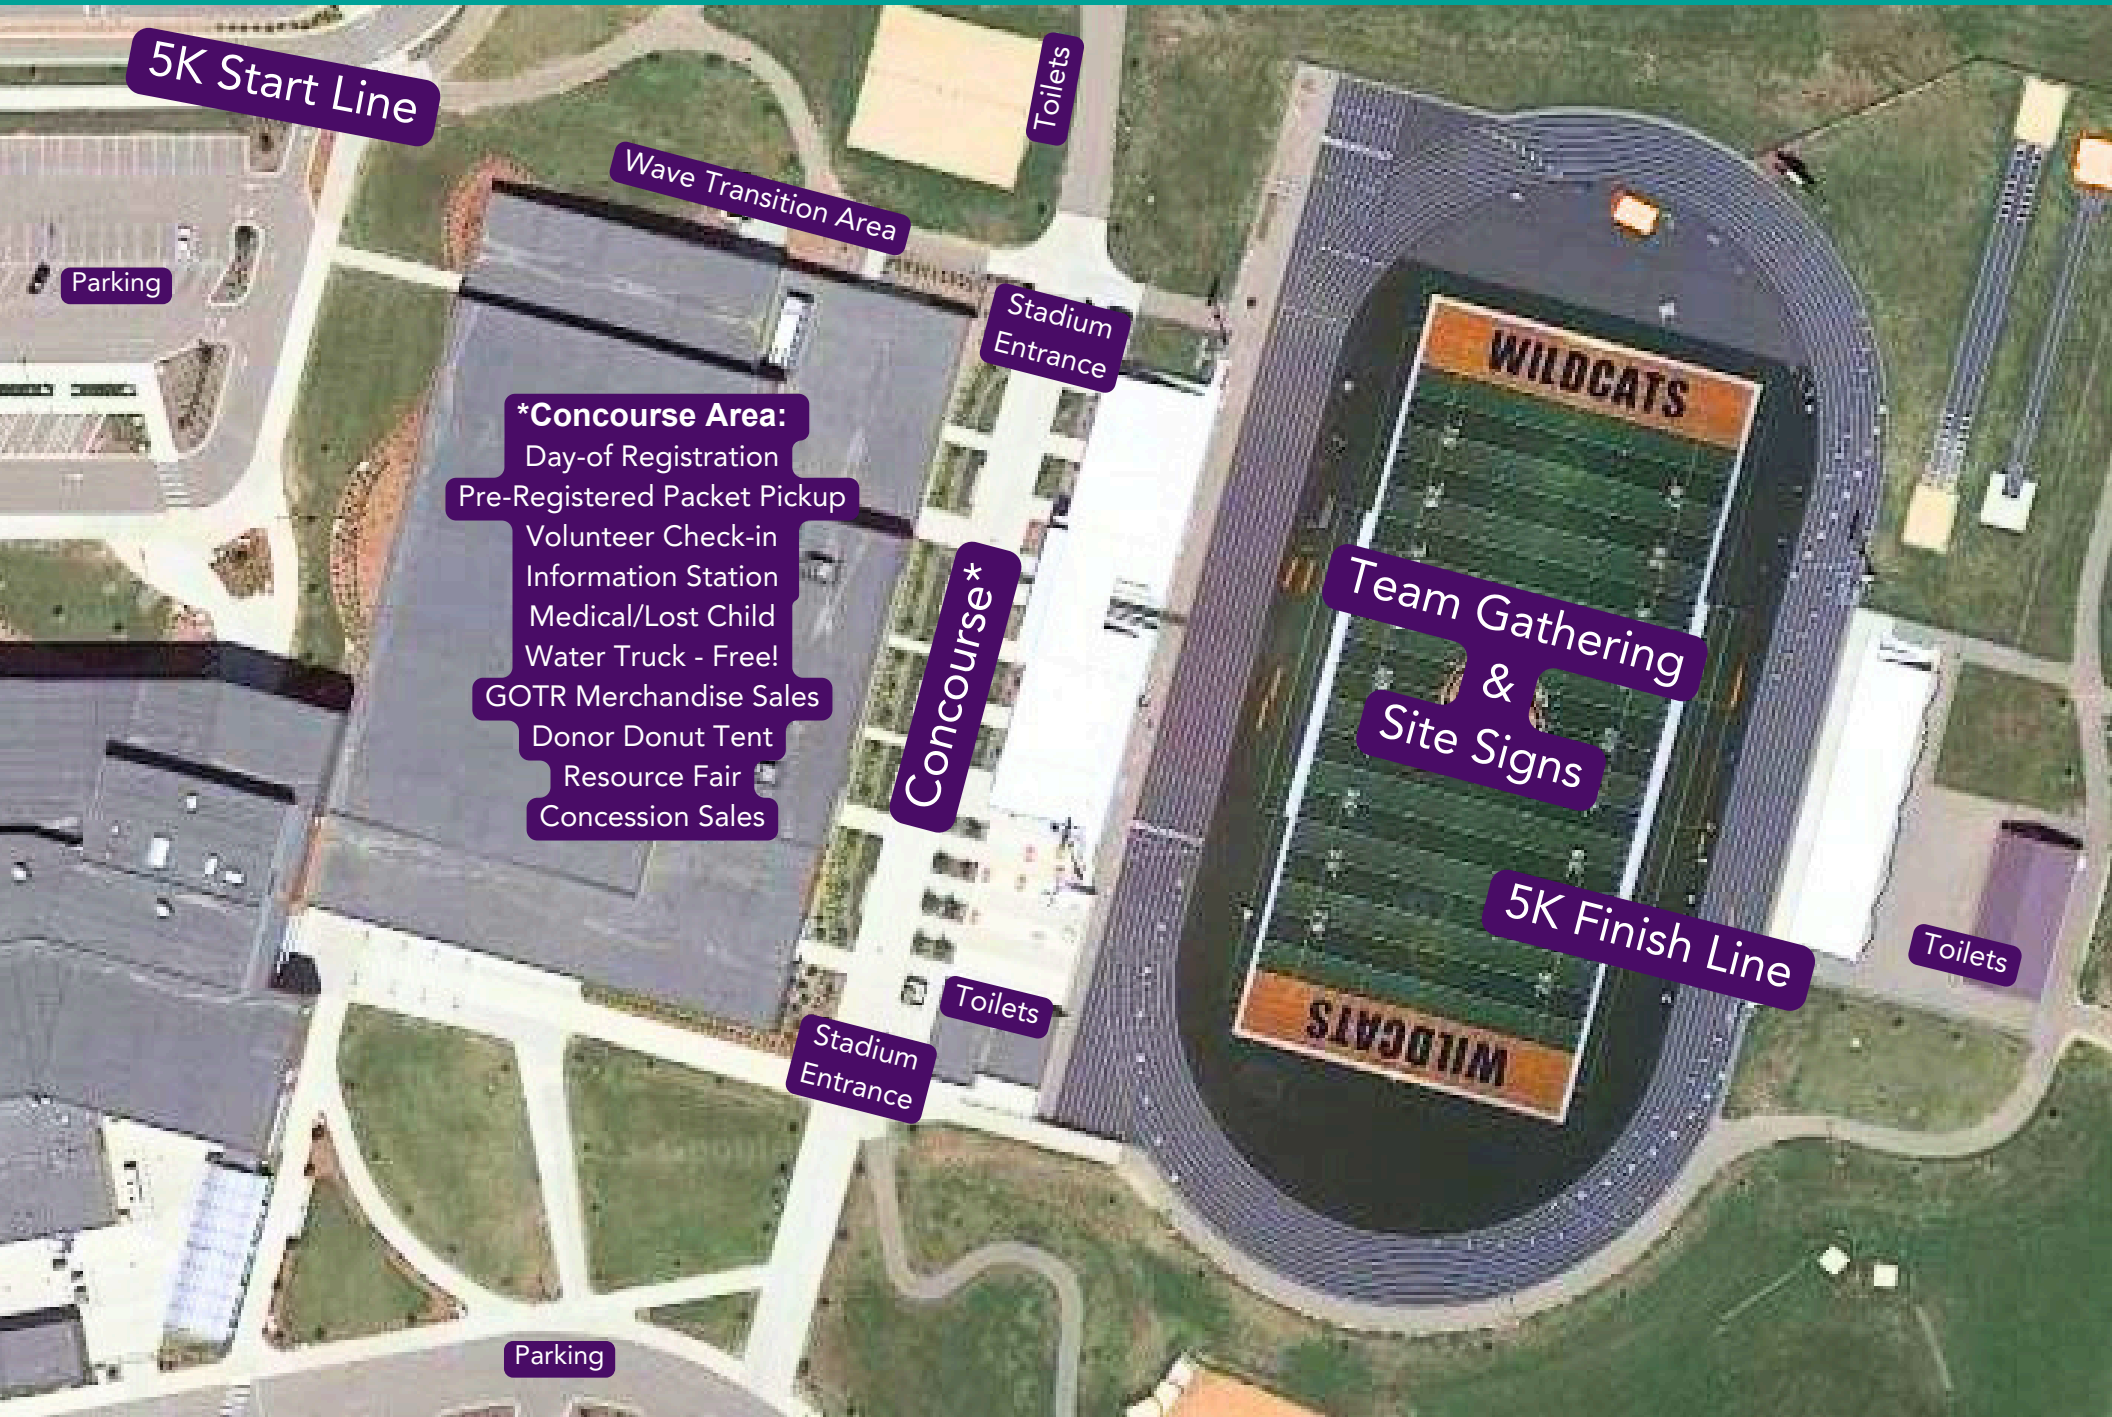 5K Start Line
Toilets
Wave Transition Area
Parking
Stadium
Entrance
WILDCATS
*Concourse Area:
Day-of Registration
Pre-Registered Packet Pickup
Volunteer Check-in
Information Station
Medical/Lost Child
Water Truck - Free!
GOTR Merchandise Sales
Donor Donut Tent
Resource Fair
Concession Sales
Concourse*
Team Gathering
&
Site Signs
5K Finish Line
Toilets
Toilets
Stadium
Entrance
WILDCATS
Parking